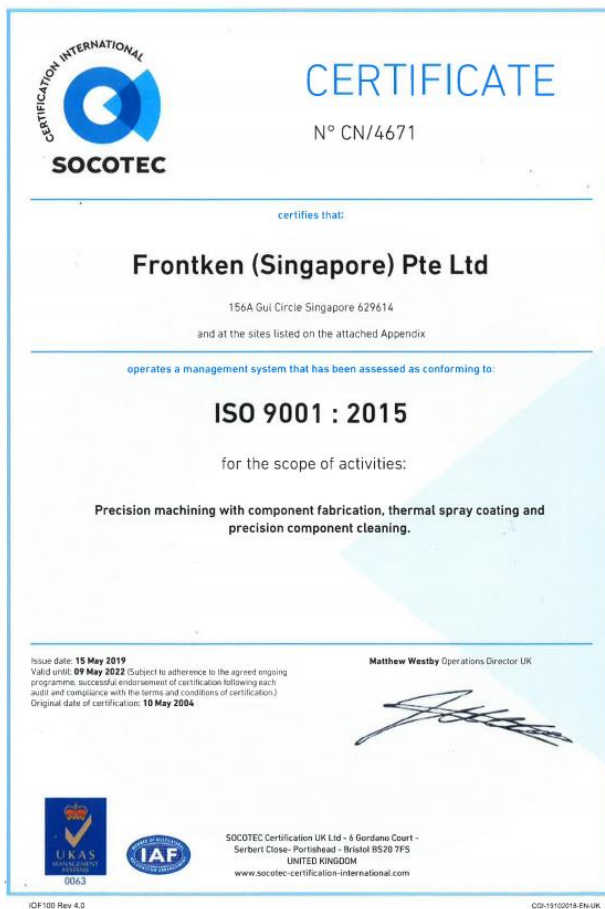 CERTIFICATION INTERNATIONAL
SOCOTEC
CERTIFICATE
N° CN/4671
certifies that:
Frontken (Singapore) Pte Ltd
156A Gul Circle Singapore 629614
and at the sites listed on the attached Appendix
operates a management system that has been assessed as conforming to:
ISO 9001 : 2015
for the scope of activities:
Precision machining with component fabrication, thermal spray coating and
precision component cleaning.
Issue date: 15 May 2019
Valid until: 09 May 2022 (Subject to adherence to the agreed ongoing
programme, successful endorsement of certification following each
audit and compliance with the terms and conditions of certification.)
Original date of certification: 10 May 2004
Matthew Westby Operations Director UK
UKAS
MANAGEMENT
SYSTEMS
0063
MEMBER OF MULTILATERAL
RECOGNITION ARRANGEMENT
IAF
SOCOTEC Certification UK Ltd - 6 Gordano Court -
Serbert Close- Portishead - Bristol BS20 7FS
UNITED KINGDOM
www.socotec-certification-international.com
IOF100 Rev 4.0
CGI-19102018-EN-UK